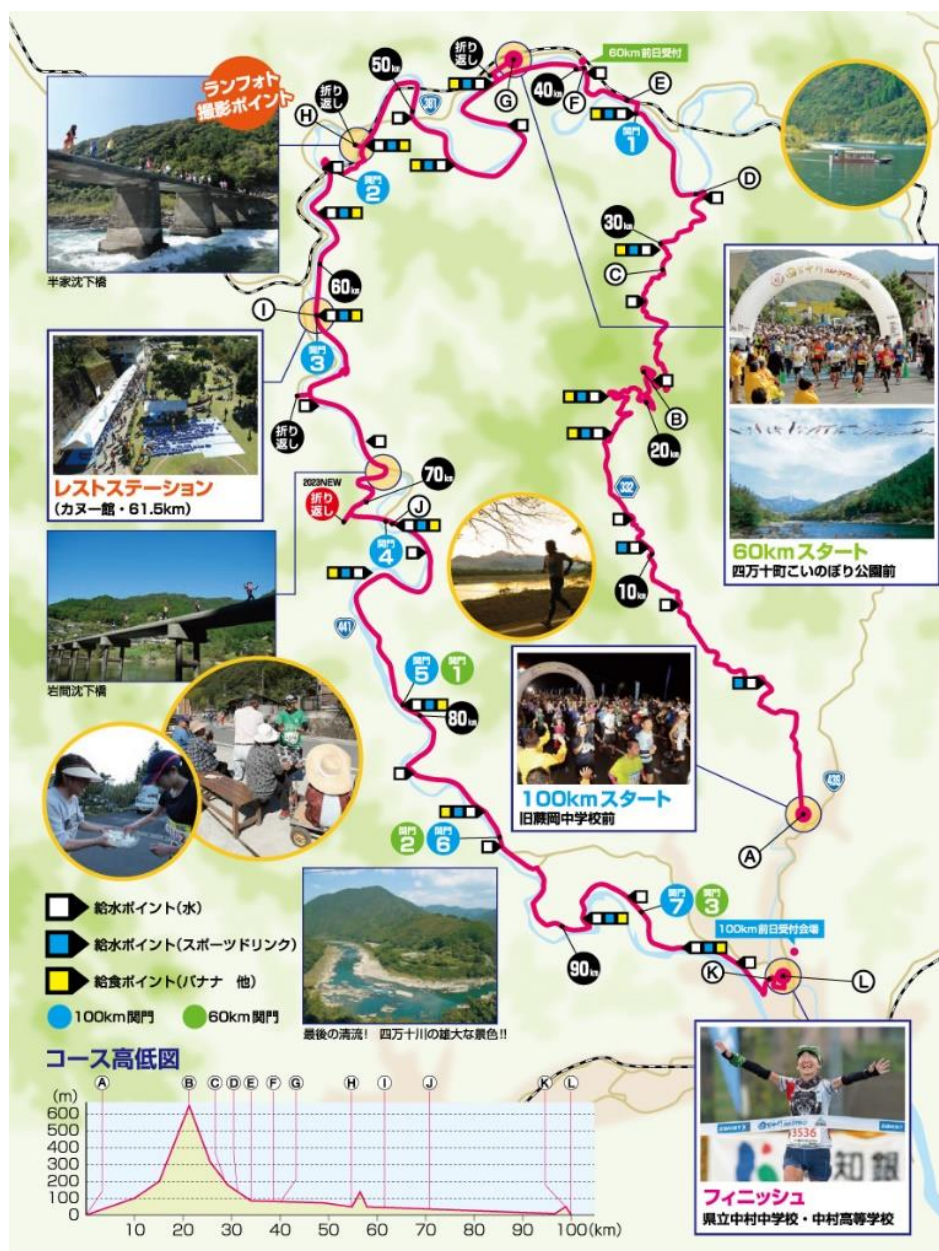 ランフォト
撮影ポイント
半家沈下橋
折り
返し
H
関門
2
50km
381
折り
返し
G
60km前日受付
40km
F
E
関門
1
D
30km
C
B
20km
332
10km
60kmスタート
四万十町こいのぼり公園前
60km
I
関門
3
折り
返し
レストステーション
(カヌー館・61.5km)
2023NEW
折り
返し
70km
J
関門
4
441
岩間沈下橋
関門
5
関門
1
80km
100kmスタート
旧蕨岡中学校前
439
A
関門
2
関門
6
関門
7
関門
3
90km
100km前日受付会場
K
L
給水ポイント(水)
給水ポイント(スポーツドリンク)
給食ポイント(バナナ 他)
100km関門
60km関門
最後の清流! 四万十川の雄大な景色!!
3536
知銀
フィニッシュ
県立中村中学校・中村高等学校
コース高低図
A B C D E F G H I J K L
(m)
600
500
400
300
200
100
0
10 20 30 40 50 60 70 80 90 100(km)